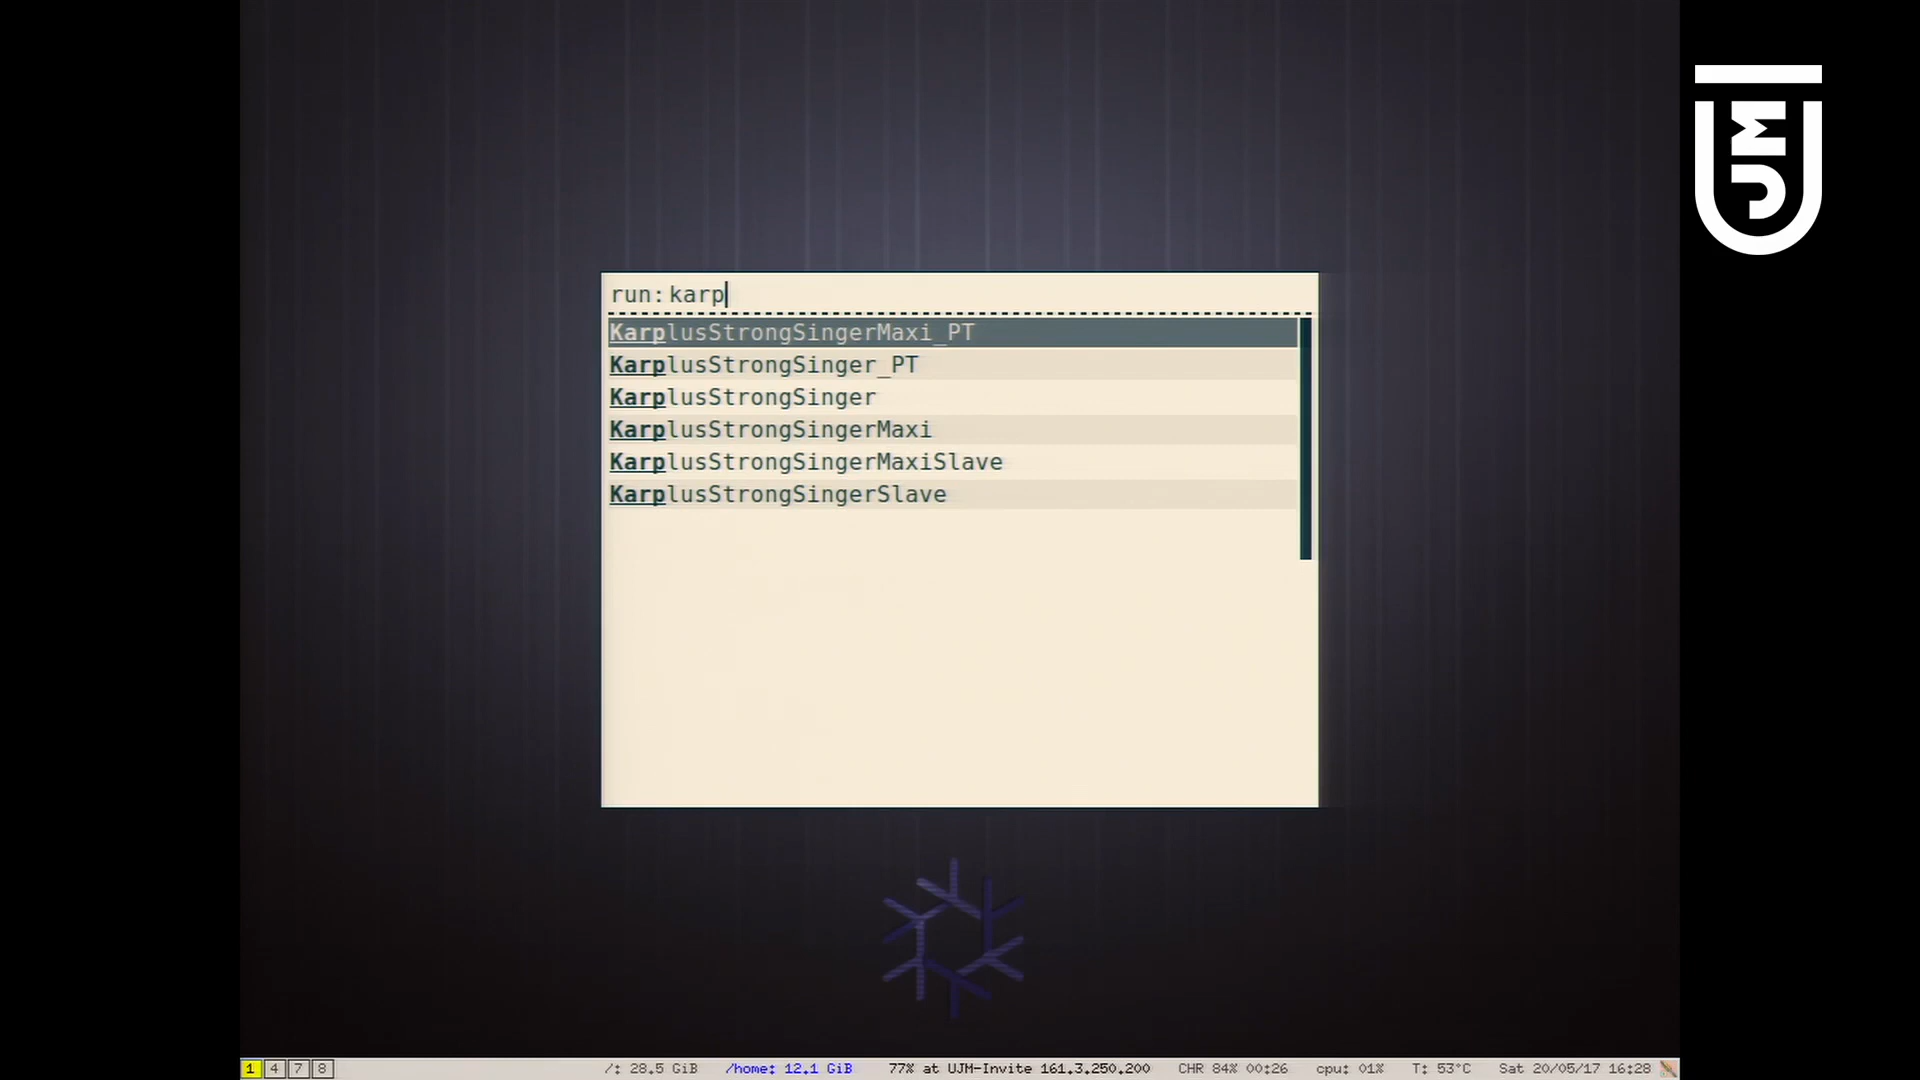 UJM
run:karp
KarplusStrongSingerMaxi_PT
KarplusStrongSinger_PT
KarplusStrongSinger
KarplusStrongSingerMaxi
KarplusStrongSingerMaxiSlave
KarplusStrongSingerSlave
1 4 7 8 /: 28.5 GiB /home: 12.1 GiB 77% at UJM-Invite 161.3.250.200 CHR 84% 00:26 cpu: 01% T: 53°C Sat 20/05/17 16:28